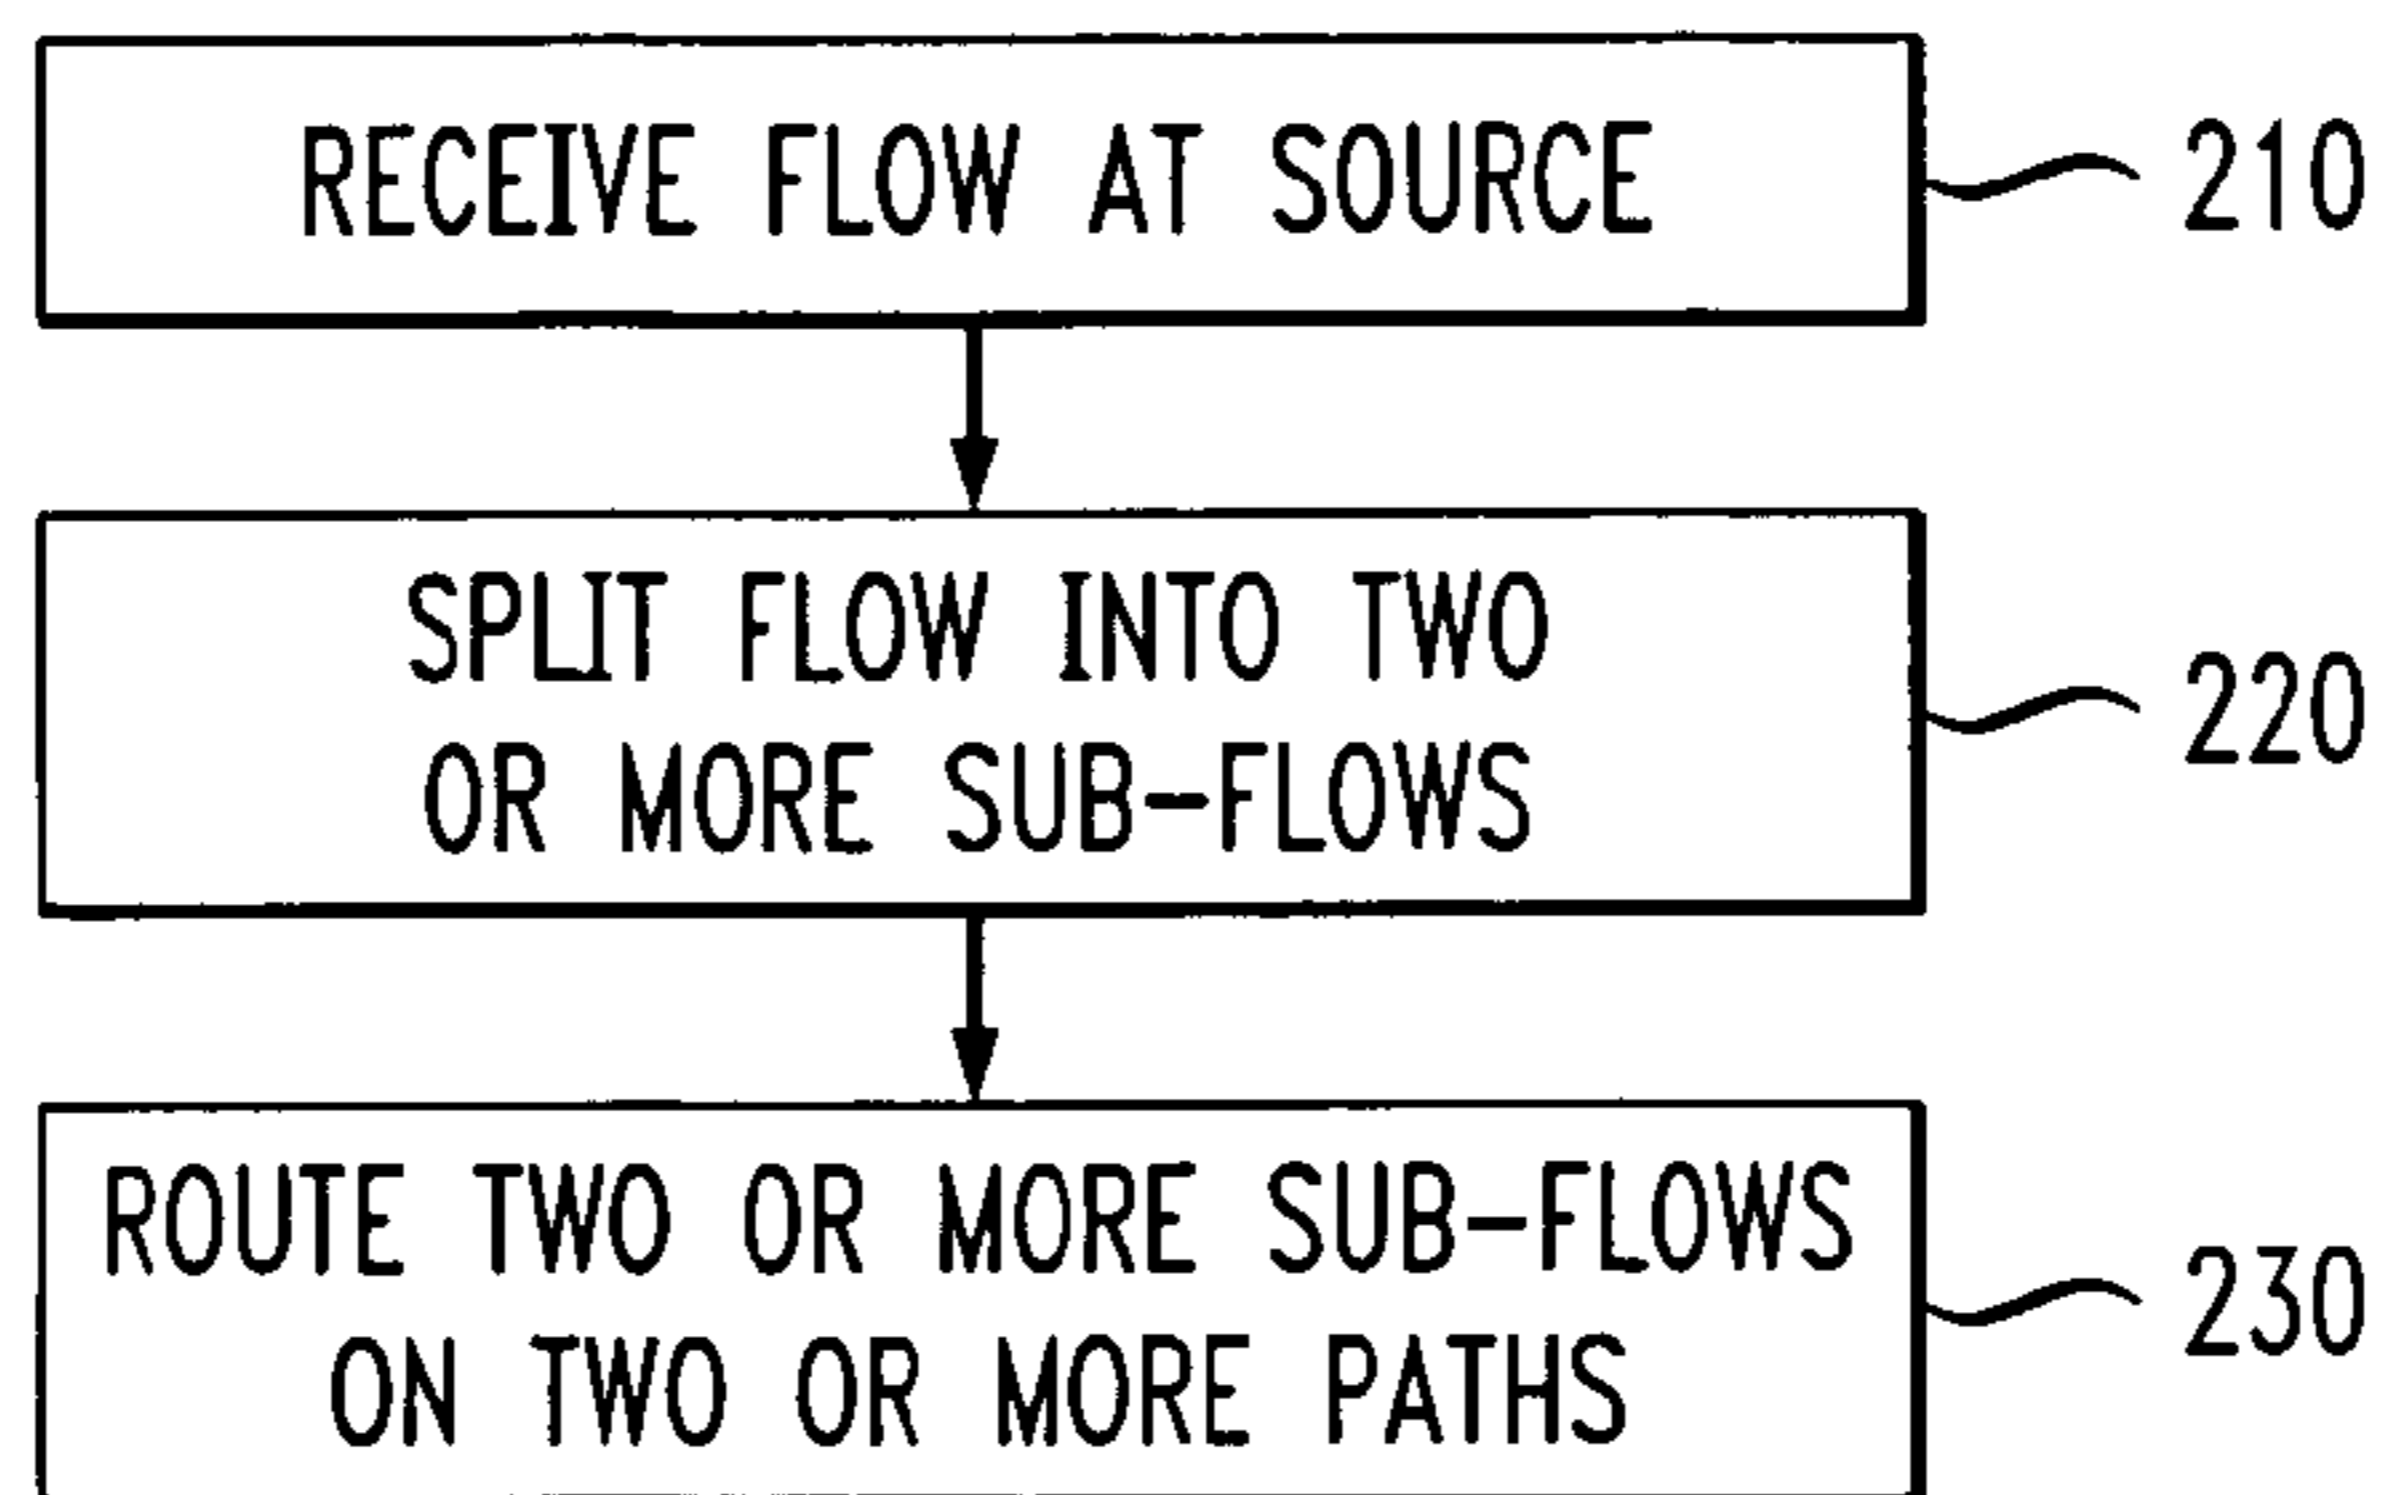 RECEIVE FLOW AT SOURCE
210
SPLIT FLOW INTO TWO
OR MORE SUB-FLOWS
220
ROUTE TWO OR MORE SUB-FLOWS
ON TWO OR MORE PATHS
230